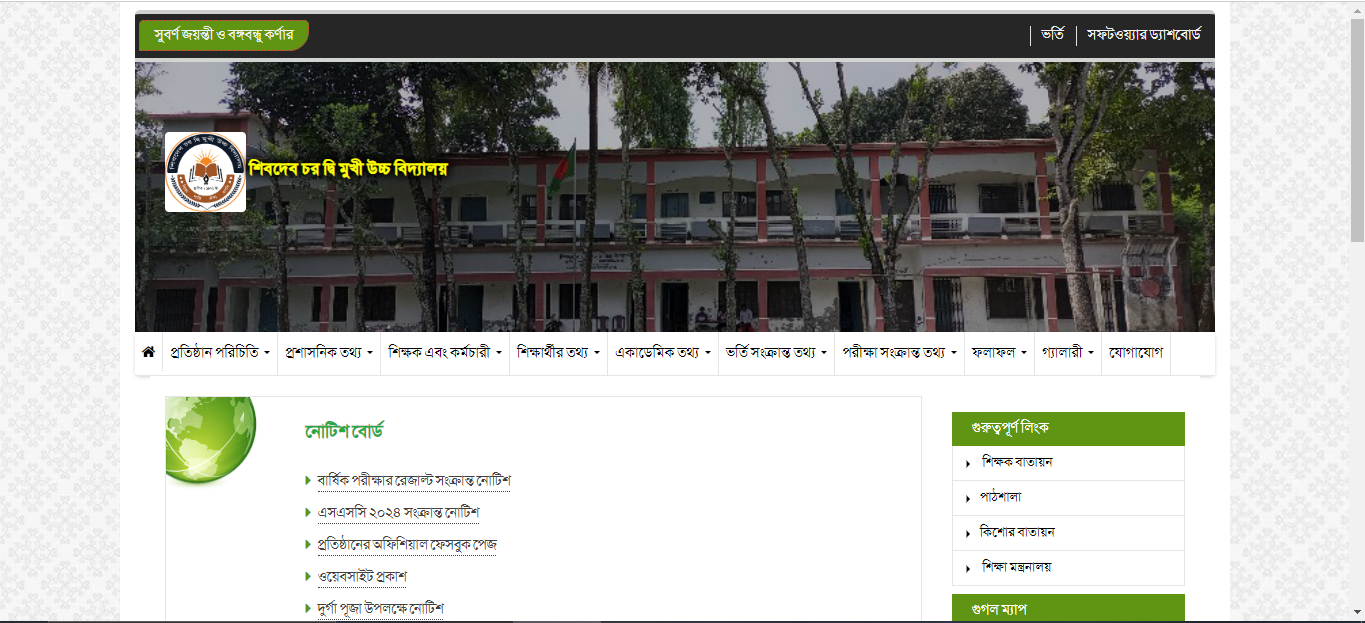 সুবর্ণ জয়ন্তী ও বঙ্গবন্ধু কর্ণার
ভর্তি
সফটওয়্যার ড্যাশবোর্ড
শিবদেব চর দ্বি মুখী উচ্চ বিদ্যালয়
প্রতিষ্ঠান পরিচিতি
প্রশাসনিক তথ্য
শিক্ষক এবং কর্মচারী
শিক্ষার্থীর তথ্য
একাডেমিক তথ্য
ভর্তি সংক্রান্ত তথ্য
পরীক্ষা সংক্রান্ত তথ্য
ফলাফল
গ্যালারী
যোগাযোগ
নোটিশ বোর্ড
বার্ষিক পরীক্ষার রেজাল্ট সংক্রান্ত নোটিশ
এসএসসি ২০২৪ সংক্রান্ত নোটিশ
প্রতিষ্ঠানের অফিশিয়াল ফেসবুক পেজ
ওয়েবসাইট প্রকাশ
দুর্গা পূজা উপলক্ষে নোটিশ
গুরুত্বপূর্ণ লিংক
শিক্ষক বাতায়ন
পাঠশালা
কিশোর বাতায়ন
শিক্ষা মন্ত্রনালয়
গুগল ম্যাপ